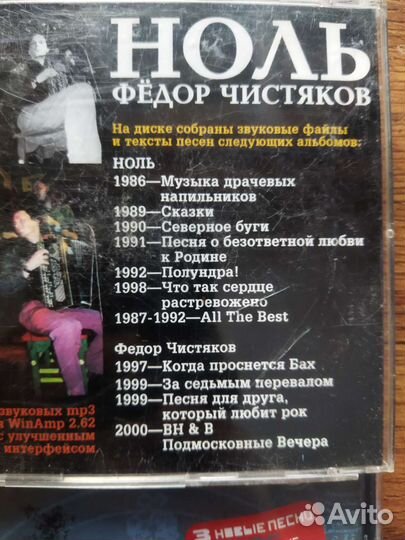 НОЛЬ
ФЁДОР ЧИСТЯКОВ
На диске собраны звуковые файлы
и тексты песен следующих альбомов:
НОЛЬ
1986—Музыка драчевых
напильников
1989—Сказки
1990—Северное буги
1991—Песня о безответной любви
к Родине
1992—Полундра!
1998—Что так сердце
растревожено
1987-1992—All The Best
Федор Чистяков
1997—Когда проснется Бах
1999—За седьмым перевалом
1999—Песня для друга,
который любит рок
2000—BH & B
Подмосковные Вечера
звуковых mp3
WinAmp 2.62
с улучшенным
интерфейсом
3 НОВЫЕ ПЕСНИ
Avito